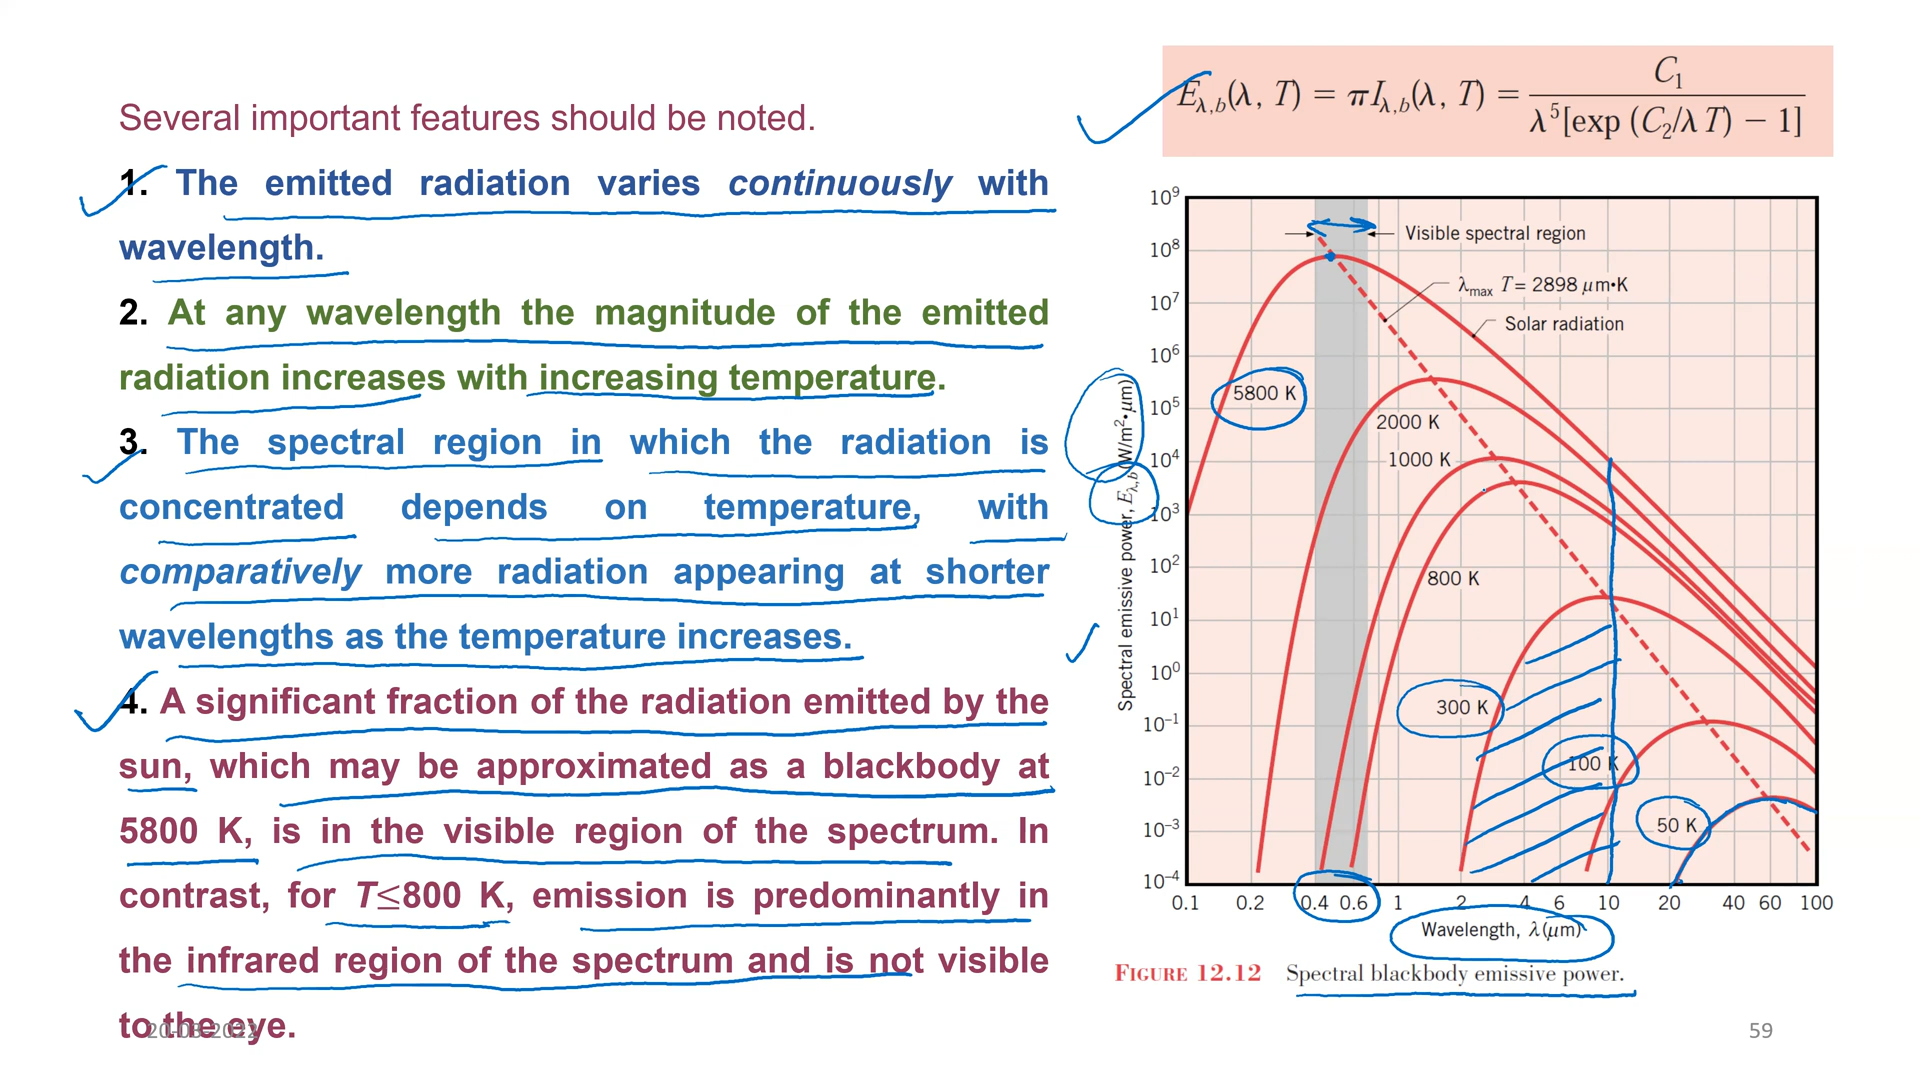 Several important features should be noted.
1. The emitted radiation varies continuously with
wavelength.
2. At any wavelength the magnitude of the emitted
radiation increases with increasing temperature.
3. The spectral region in which the radiation is
concentrated depends on temperature, with
comparatively more radiation appearing at shorter
wavelengths as the temperature increases.
4. A significant fraction of the radiation emitted by the
sun, which may be approximated as a blackbody at
5800 K, is in the visible region of the spectrum. In
contrast, for T≤800 K, emission is predominantly in
the infrared region of the spectrum and is not visible
to the eye.
20-03-2022
E_{λ,b}(λ, T) = πI_{λ,b}(λ, T) = C₁ / λ⁵[exp (C₂/λT) − 1]
10⁹
10⁸
10⁷
10⁶
10⁵
10⁴
10³
10²
10¹
10⁰
10⁻¹
10⁻²
10⁻³
10⁻⁴
Spectral emissive power, E_{λ,b} (W/m²•μm)
Visible spectral region
λmax T = 2898 μm•K
Solar radiation
5800 K
2000 K
1000 K
800 K
300 K
100 K
50 K
0.1 0.2 0.4 0.6 1 2 4 6 10 20 40 60 100
Wavelength, λ (μm)
FIGURE 12.12 Spectral blackbody emissive power.
59